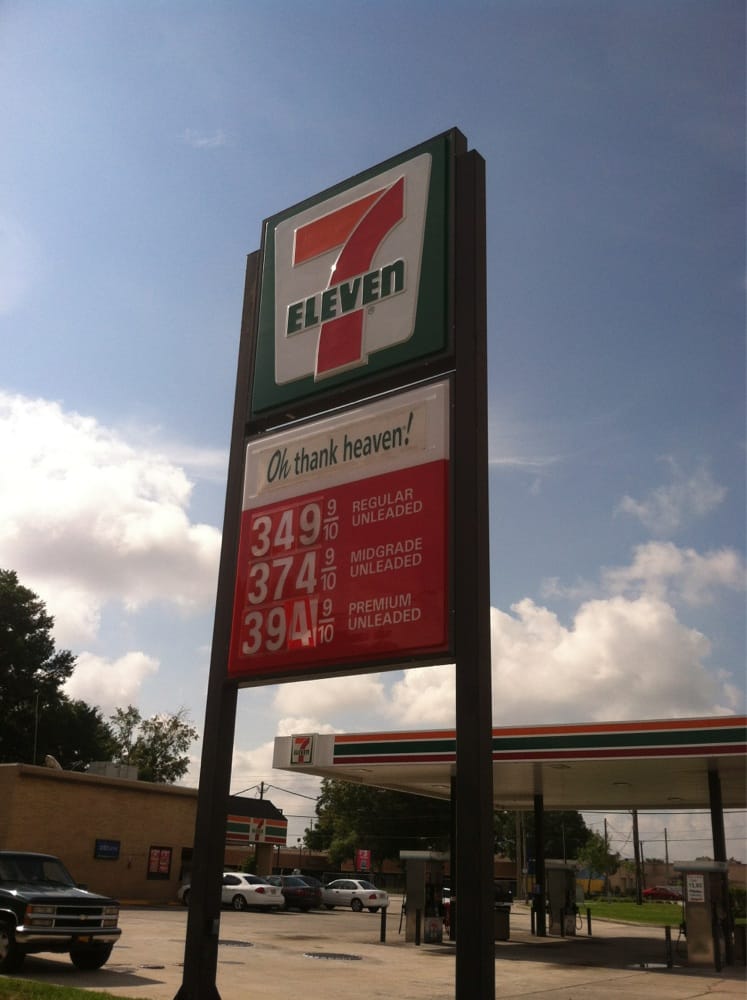 7
ELEVEN
®
Oh thank heaven!
349 9/10 REGULAR
UNLEADED
374 9/10 MIDGRADE
UNLEADED
394 9/10 PREMIUM
UNLEADED